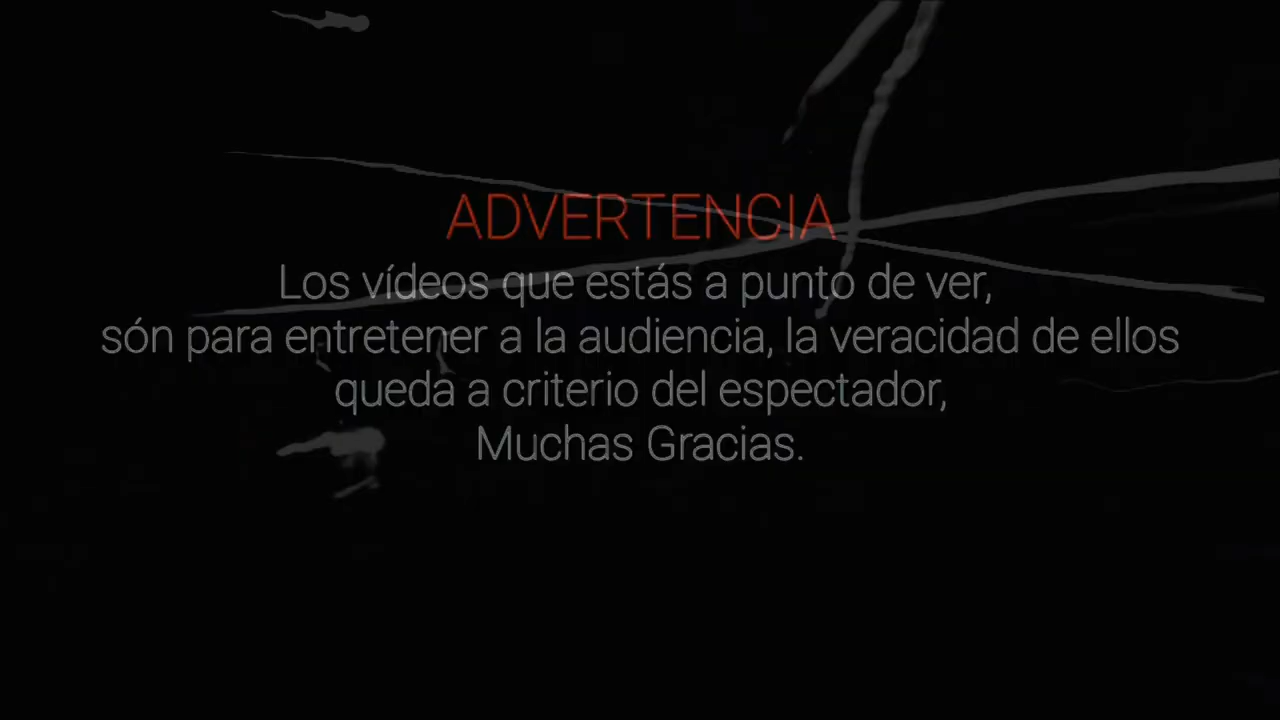 ADVERTENCIA
Los vídeos que estás a punto de ver,
són para entretener a la audiencia, la veracidad de ellos
queda a criterio del espectador,
Muchas Gracias.